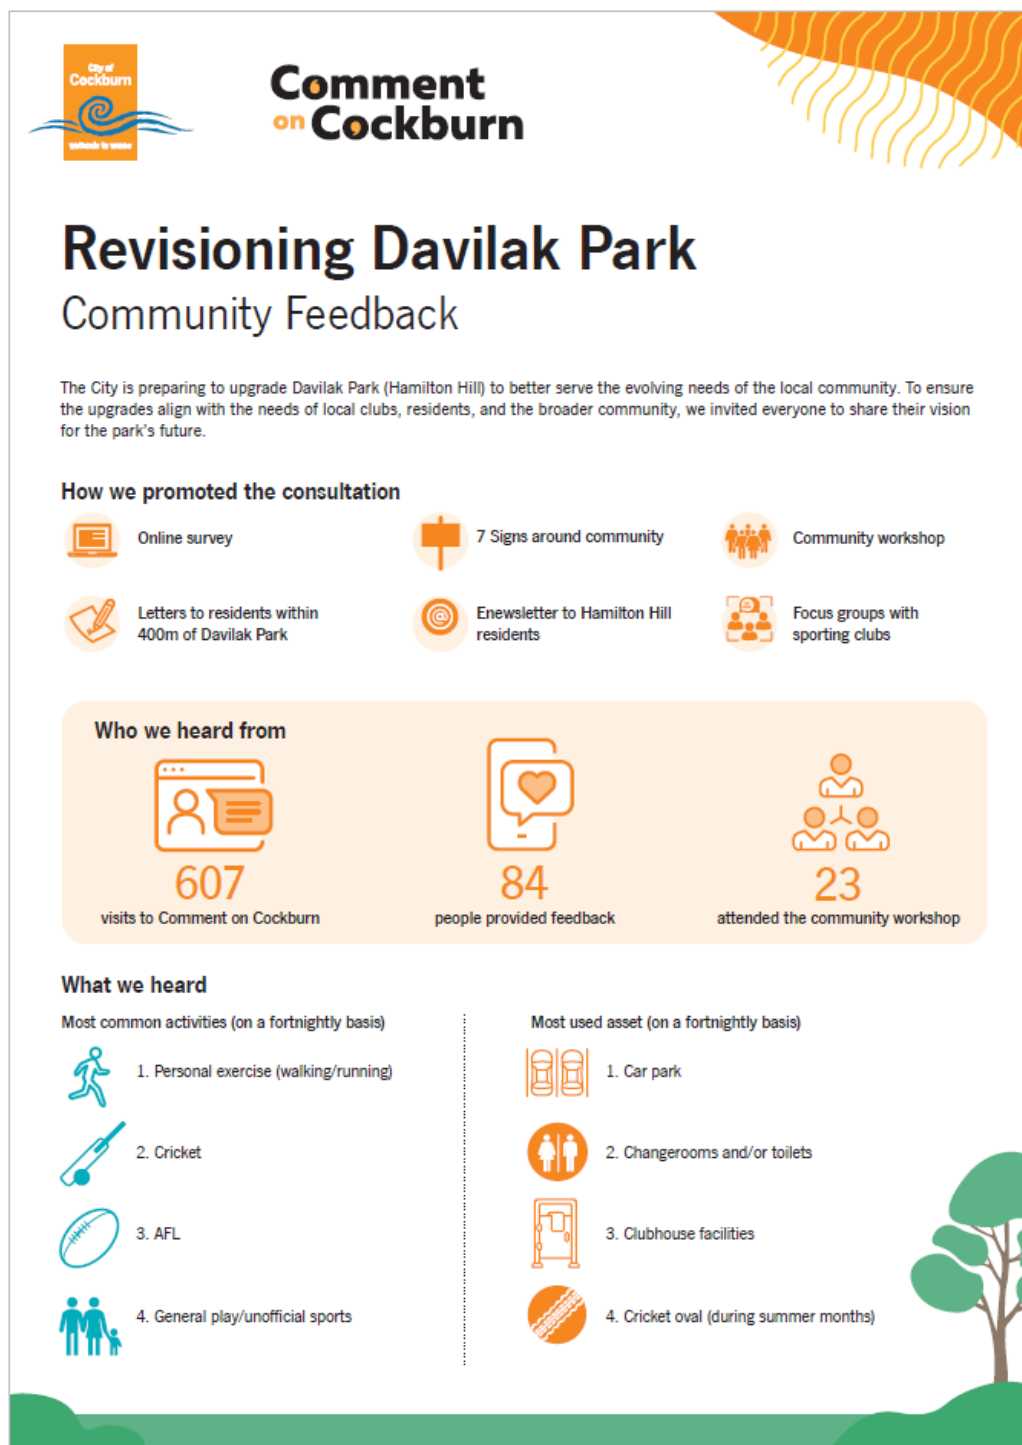 City of
Cockburn
Wetlands to Waves
Comment
on Cockburn
Revisioning Davilak Park
Community Feedback
The City is preparing to upgrade Davilak Park (Hamilton Hill) to better serve the evolving needs of the local community. To ensure
the upgrades align with the needs of local clubs, residents, and the broader community, we invited everyone to share their vision
for the park's future.
How we promoted the consultation
Online survey
7 Signs around community
Community workshop
Letters to residents within
400m of Davilak Park
Enewsletter to Hamilton Hill
residents
Focus groups with
sporting clubs
Who we heard from
607
visits to Comment on Cockburn
84
people provided feedback
23
attended the community workshop
What we heard
Most common activities (on a fortnightly basis)
1. Personal exercise (walking/running)
2. Cricket
3. AFL
4. General play/unofficial sports
Most used asset (on a fortnightly basis)
1. Car park
2. Changerooms and/or toilets
3. Clubhouse facilities
4. Cricket oval (during summer months)